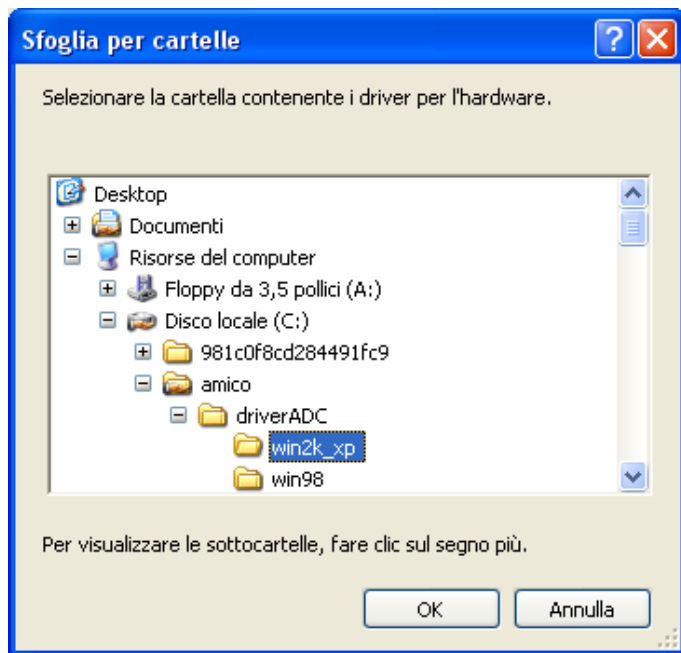 Sfoglia per cartelle
Selezionare la cartella contenente i driver per l'hardware.
Desktop
Documenti
Risorse del computer
Floppy da 3,5 pollici (A:)
Disco locale (C:)
981c0f8cd284491fc9
amico
driverADC
win2k_xp
win98
Per visualizzare le sottocartelle, fare clic sul segno più.
OK Annulla